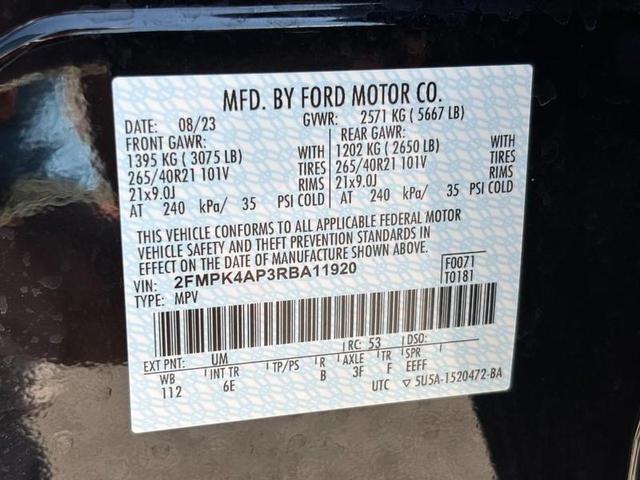 MFD. BY FORD MOTOR CO.
DATE: 08/23 GVWR: 2571 KG ( 5667 LB)
FRONT GAWR: REAR GAWR:
1395 KG ( 3075 LB) WITH 1202 KG ( 2650 LB) WITH
265/40R21 101V TIRES 265/40R21 101V TIRES
21x9.0J RIMS 21x9.0J RIMS
AT 240 kPa/ 35 PSI COLD AT 240 kPa/ 35 PSI COLD
THIS VEHICLE CONFORMS TO ALL APPLICABLE FEDERAL MOTOR
VEHICLE SAFETY AND THEFT PREVENTION STANDARDS IN
EFFECT ON THE DATE OF MANUFACTURE SHOWN ABOVE.
VIN: 2FMPK4AP3RBA11920 F0071
TYPE: MPV T0181
EXT PNT: UM RC: 53 DSO:
WB INT TR TP/PS R AXLE TR SPR
112 6E B 3F F EEFF
UTC ▽ 5U5A-1520472-BA